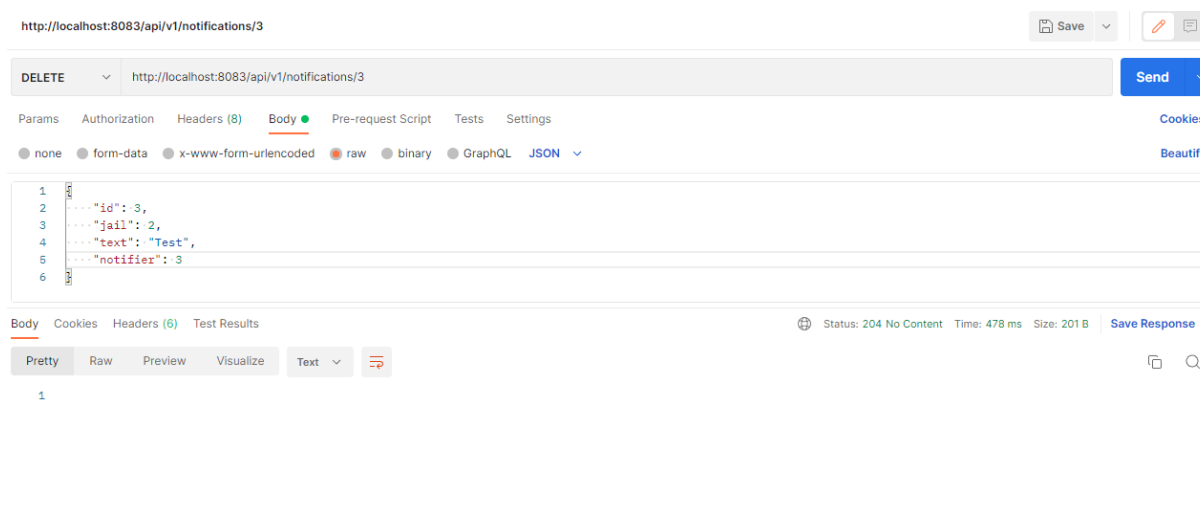 http://localhost:8083/api/v1/notifications/3
Save
DELETE http://localhost:8083/api/v1/notifications/3 Send
Params Authorization Headers (8) Body Pre-request Script Tests Settings Cookies
none form-data x-www-form-urlencoded raw binary GraphQL JSON Beautif
1 {
2 "id": 3,
3 "jail": 2,
4 "text": "Test",
5 "notifier": 3
6 }
Body Cookies Headers (6) Test Results Status: 204 No Content Time: 478 ms Size: 201 B Save Response
Pretty Raw Preview Visualize Text
1